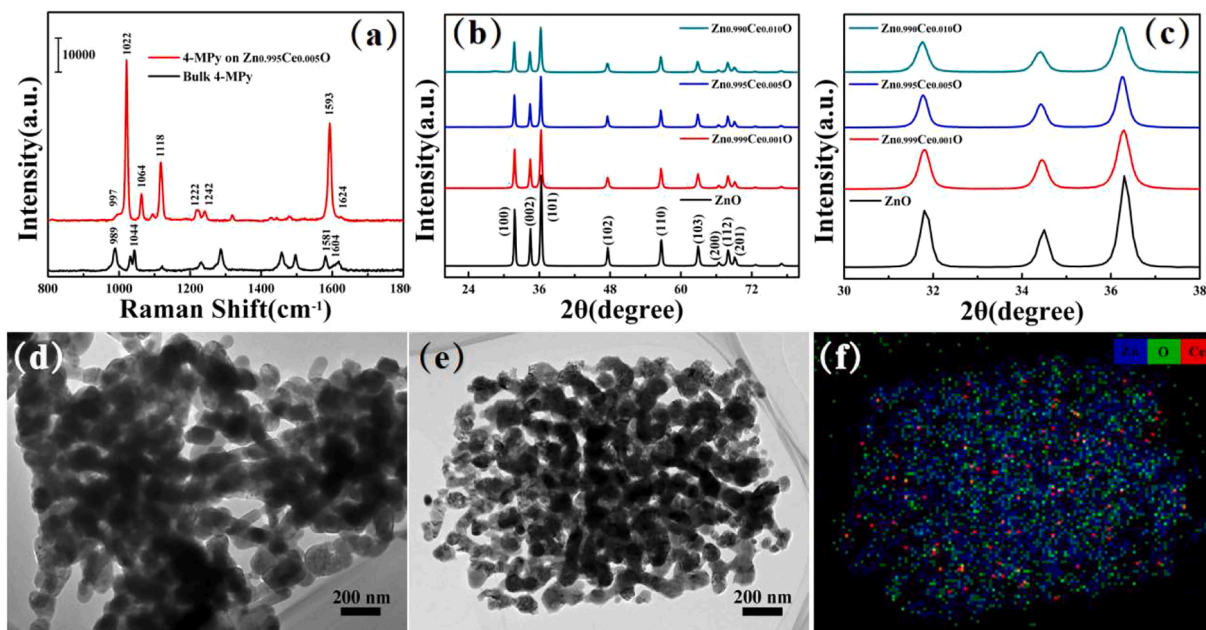 (a)
10000
1022
4-MPy on Zn0.995Ce0.005O
Bulk 4-MPy
1593
1118
1064
997
1222
1242
1624
989
1044
1581
1604
Intensity(a.u.)
800 1000 1200 1400 1600 180
Raman Shift(cm-1)
(b)
Zn0.990Ce0.010O
Zn0.995Ce0.005O
Zn0.999Ce0.001O
ZnO
(100)
(002)
(101)
(102)
(110)
(103)
(200)
(112)
(201)
Intensity(a.u.)
24 36 48 60 72
2θ(degree)
(c)
Zn0.990Ce0.010O
Zn0.995Ce0.005O
Zn0.999Ce0.001O
ZnO
Intensity(a.u.)
30 32 34 36 38
2θ(degree)
(d)
200 nm
(e)
200 nm
(f)
Zn O Ce